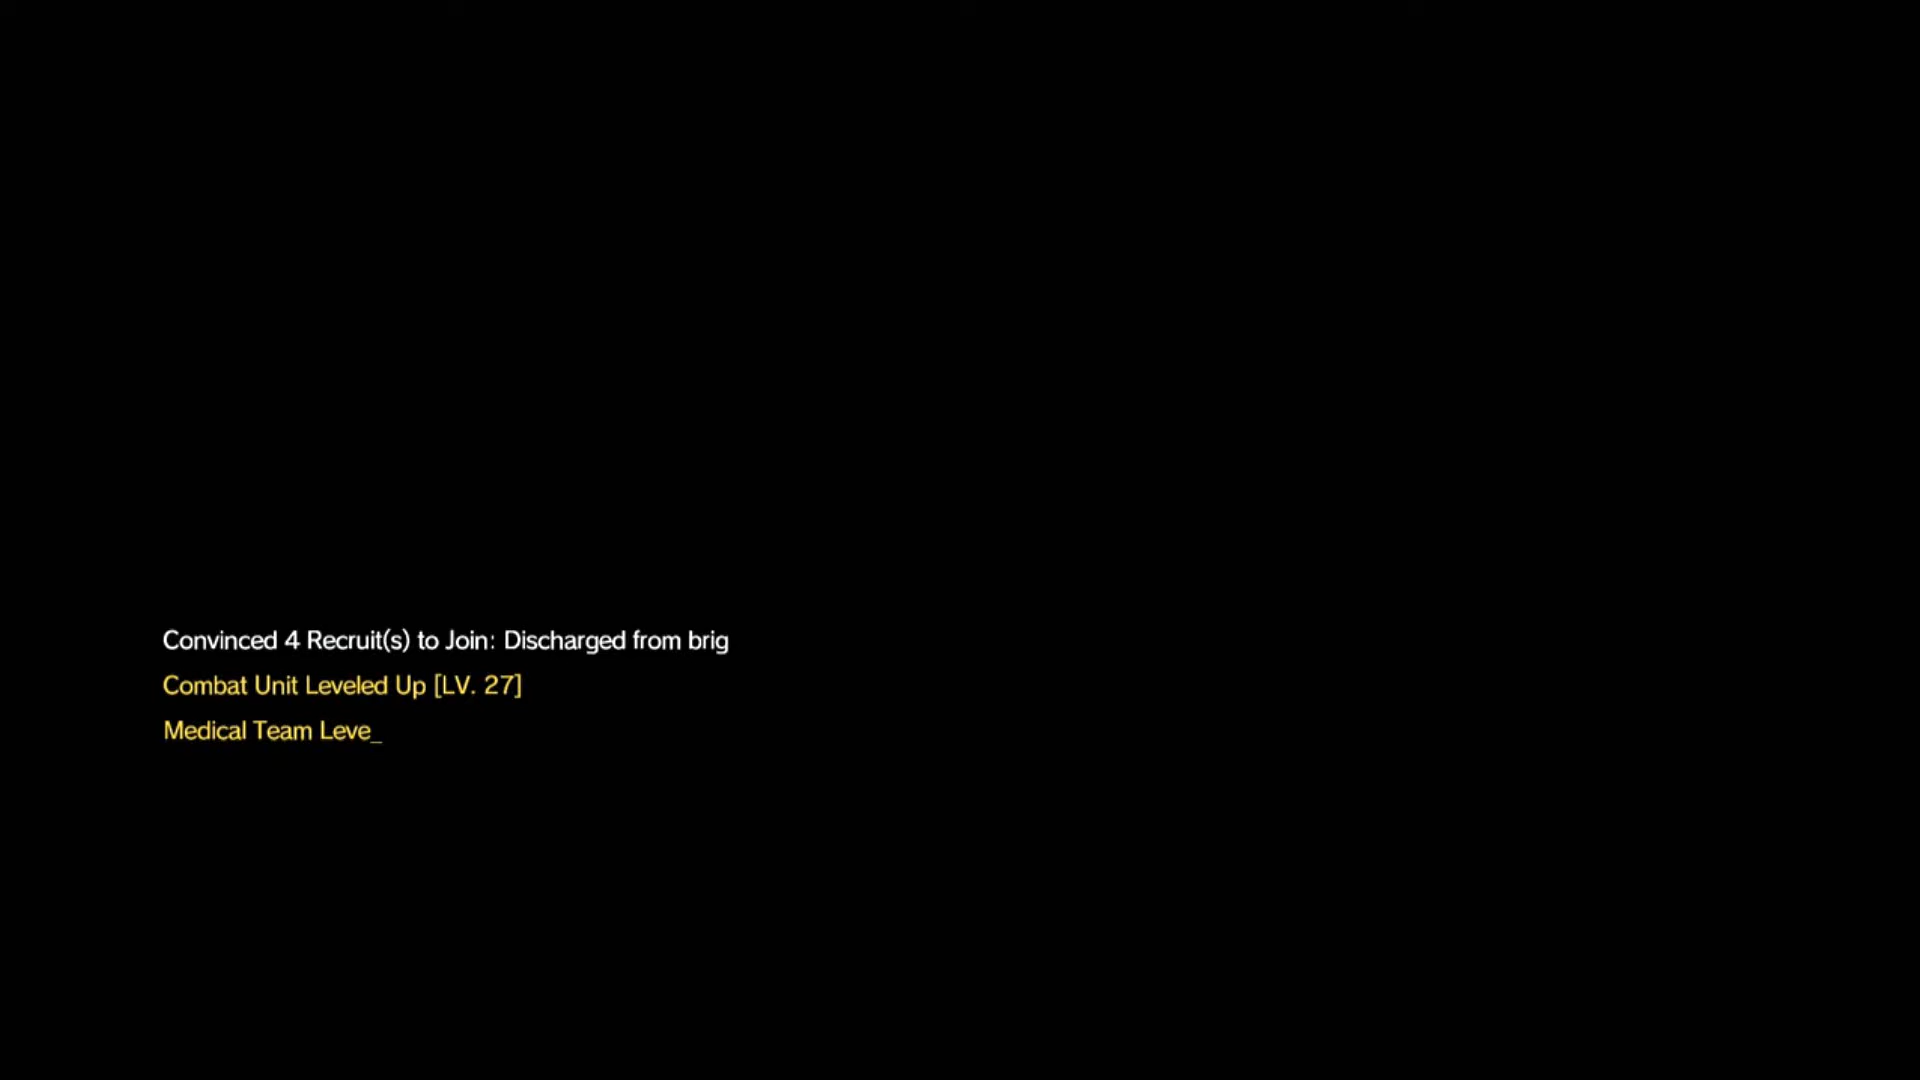 Convinced 4 Recruit(s) to Join: Discharged from brig
Combat Unit Leveled Up [LV. 27]
Medical Team Leve_